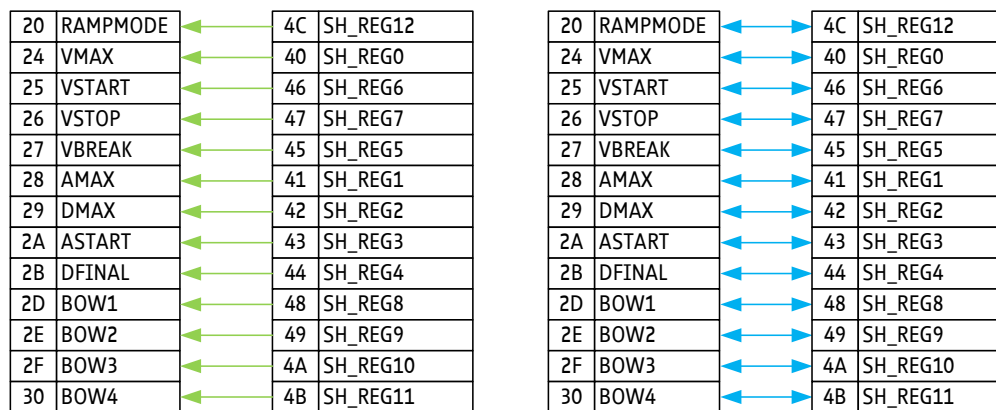 20 RAMPMODE 4C SH_REG12 20 RAMPMODE 4C SH_REG12
24 VMAX 40 SH_REG0 24 VMAX 40 SH_REG0
25 VSTART 46 SH_REG6 25 VSTART 46 SH_REG6
26 VSTOP 47 SH_REG7 26 VSTOP 47 SH_REG7
27 VBREAK 45 SH_REG5 27 VBREAK 45 SH_REG5
28 AMAX 41 SH_REG1 28 AMAX 41 SH_REG1
29 DMAX 42 SH_REG2 29 DMAX 42 SH_REG2
2A ASTART 43 SH_REG3 2A ASTART 43 SH_REG3
2B DFINAL 44 SH_REG4 2B DFINAL 44 SH_REG4
2D BOW1 48 SH_REG8 2D BOW1 48 SH_REG8
2E BOW2 49 SH_REG9 2E BOW2 49 SH_REG9
2F BOW3 4A SH_REG10 2F BOW3 4A SH_REG10
30 BOW4 4B SH_REG11 30 BOW4 4B SH_REG11